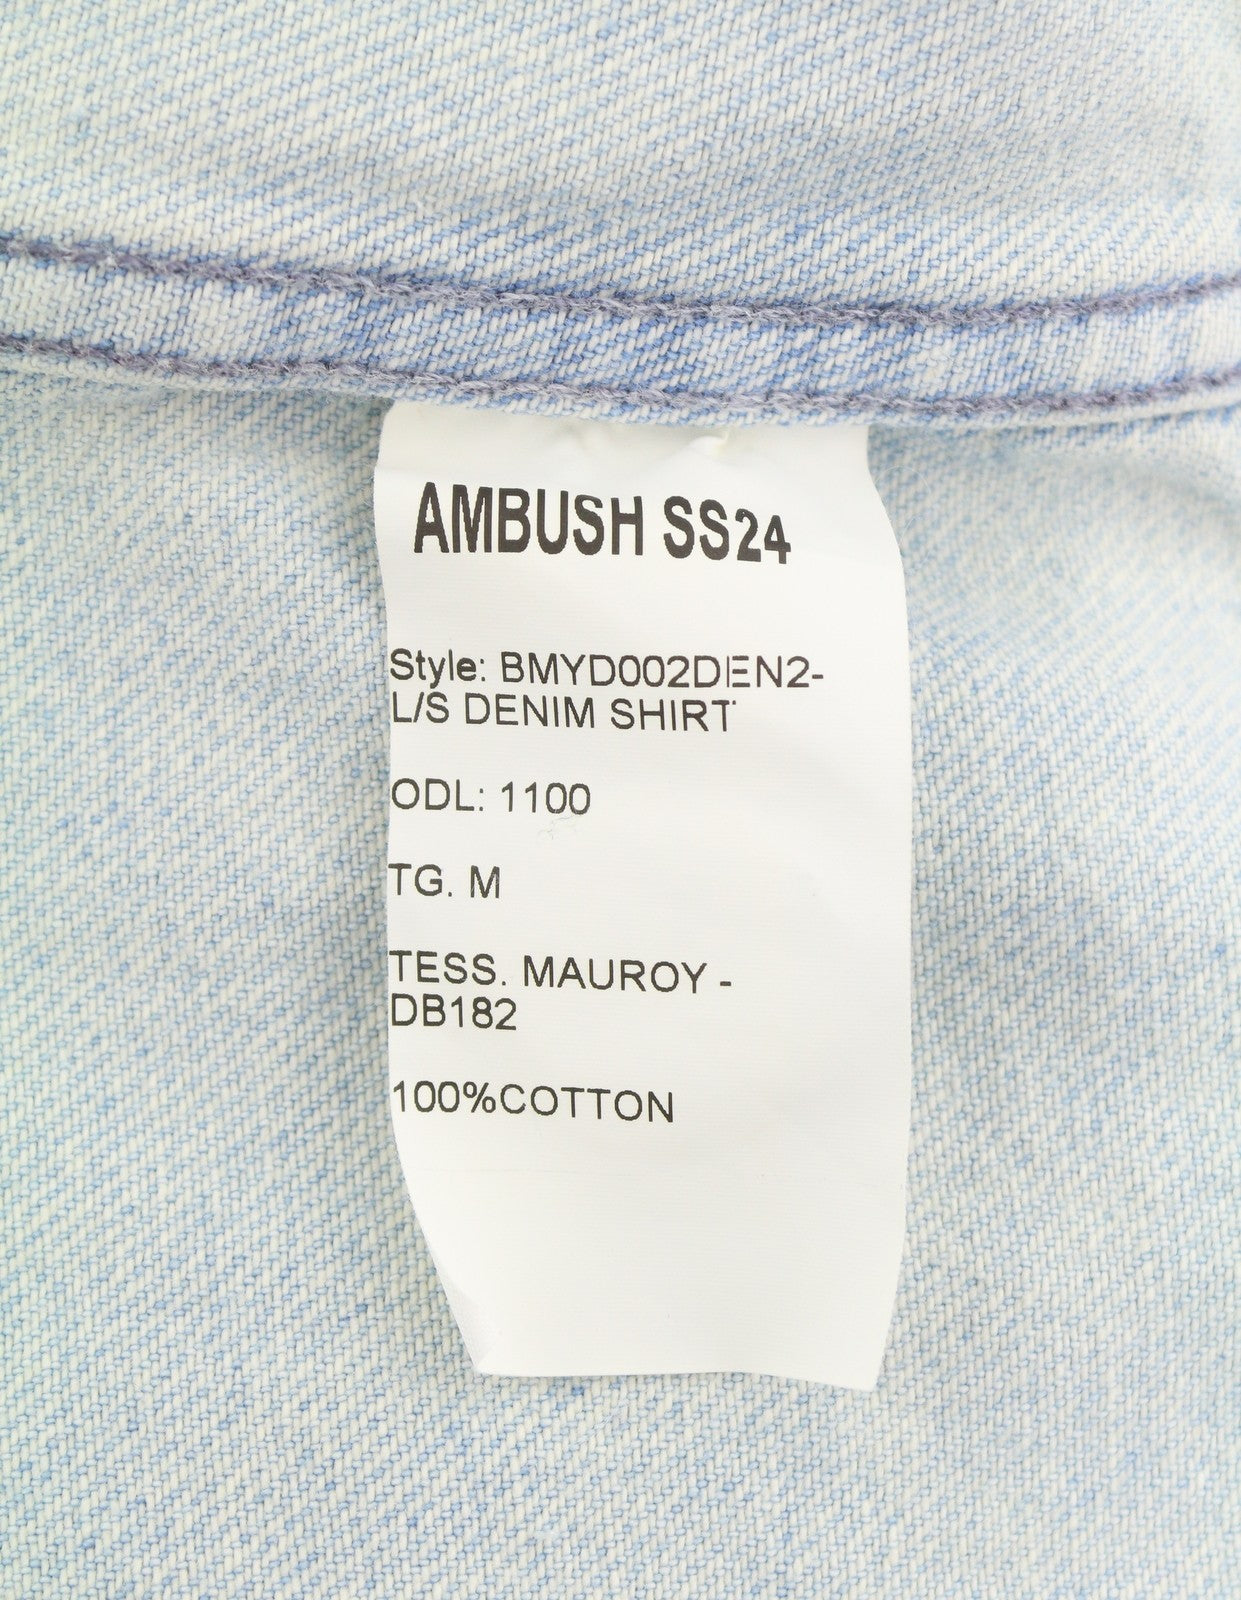 AMBUSH SS24
Style: BMYD002DEN2-
L/S DENIM SHIRT
ODL: 1100
TG. M
TESS. MAUROY -
DB182
100%COTTON